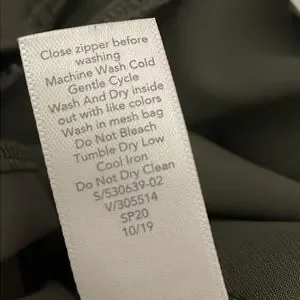 Close zipper before
washing
Machine Wash Cold
Gentle Cycle
Wash And Dry inside
out with like colors
Wash in mesh bag
Do Not Bleach
Tumble Dry Low
Cool Iron
Do Not Dry Clean
S/530639-02
V/305514
SP20
10/19